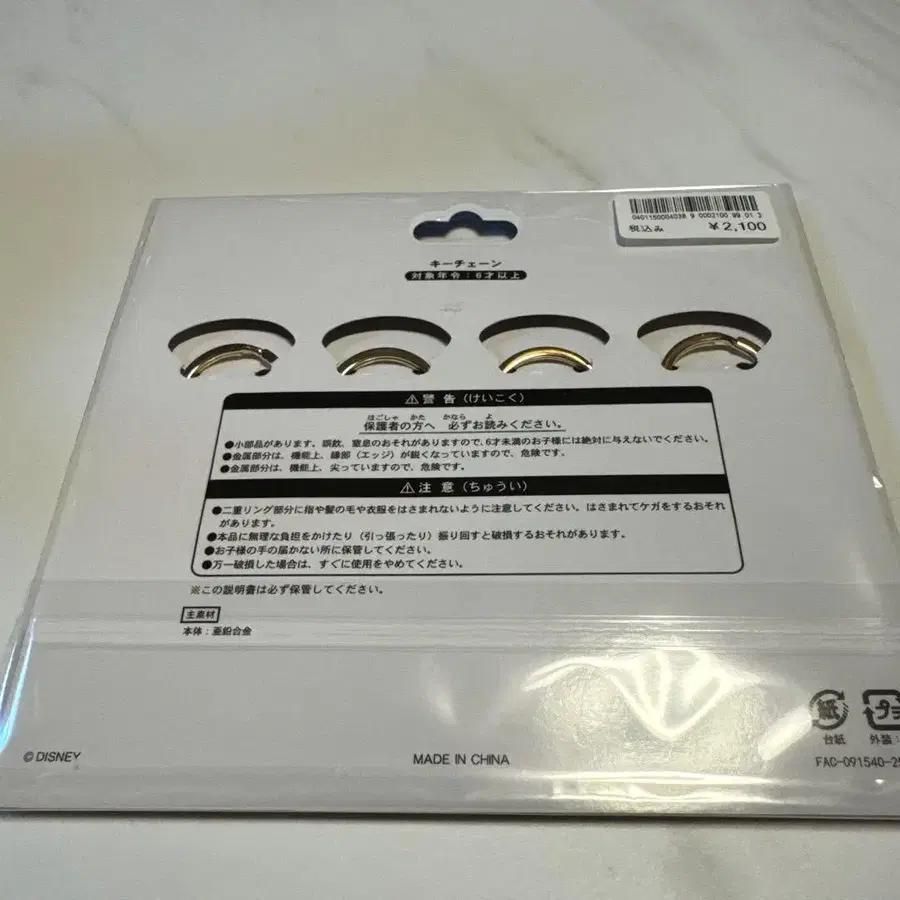 0401150004038 9 0002100 99 01 3
税込み ¥2,100
キーチェーン
対象年令：6才以上
⚠警告（けいこく）
はごしゃ かた かなら よ
保護者の方へ 必ずお読みください。
●小部品があります。誤飲、窒息のおそれがありますので、6才未満のお子様には絶対に与えないでください。
●金属部分は、機能上、縁部（エッジ）が鋭くなっていますので、危険です。
●金属部分は、機能上、尖っていますので、危険です。
⚠注意（ちゅうい）
●二重リング部分に指や髪の毛や衣服をはさまれないように注意してください。はさまれてケガをするおそれ
があります。
●本品に無理な負担をかけたり（引っ張ったり）振り回すと破損するおそれがあります。
●お子様の手の届かない所に保管してください。
●万一破損した場合は、すぐに使用をやめてください。
※この説明書は必ず保管してください。
主素材
本体：亜鉛合金
紙
プラ
台紙
外装：
©DISNEY
MADE IN CHINA
FAC-091540-25